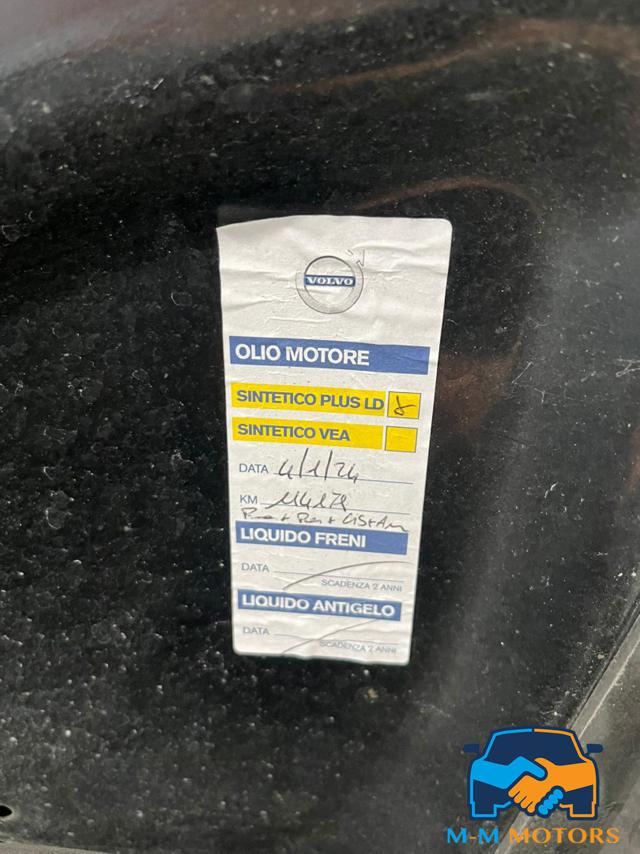 VOLVO
OLIO MOTORE
SINTETICO PLUS LD
SINTETICO VEA
DATA 4/1/24
KM 114179
LIQUIDO FRENI
DATA
SCADENZA 2 ANNI
LIQUIDO ANTIGELO
DATA
SCADENZA 2 ANNI
M-M MOTORS